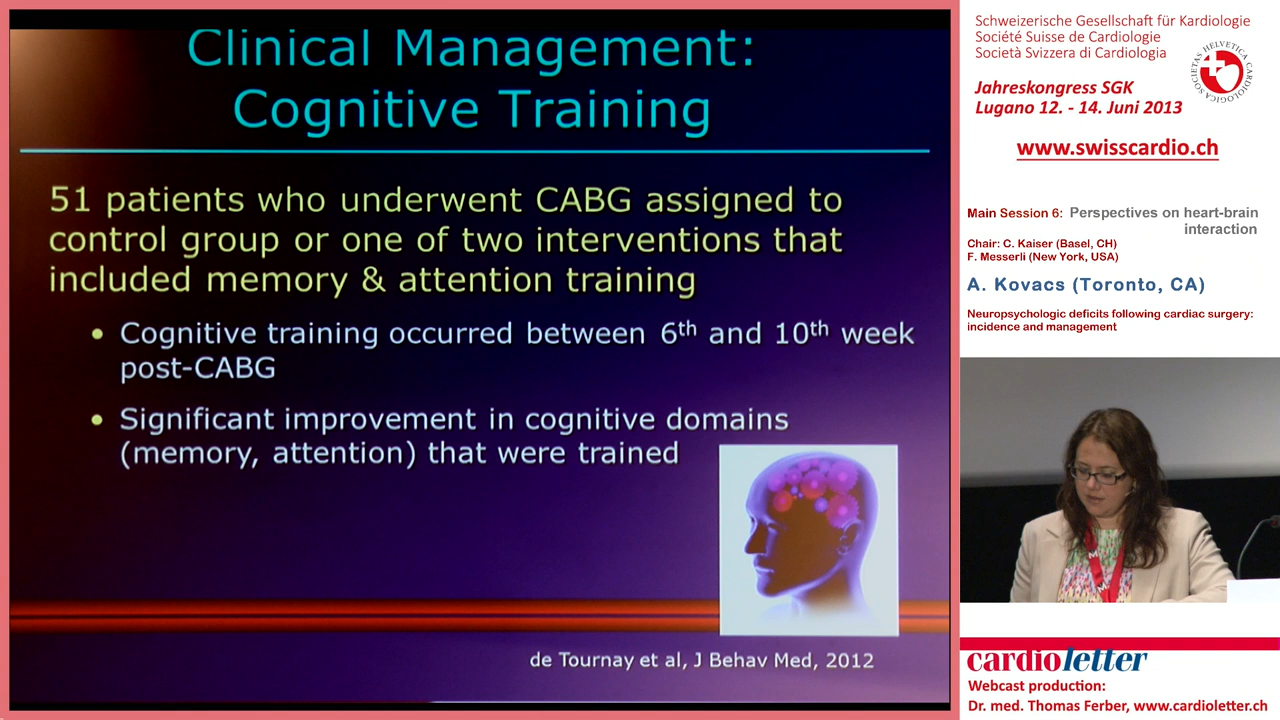 Clinical Management:
Cognitive Training
51 patients who underwent CABG assigned to
control group or one of two interventions that
included memory & attention training
• Cognitive training occurred between 6th and 10th week
post-CABG
• Significant improvement in cognitive domains
(memory, attention) that were trained
de Tournay et al, J Behav Med, 2012
Schweizerische Gesellschaft für Kardiologie
Société Suisse de Cardiologie
Società Svizzera di Cardiologia
SOCIETAS HELVETICA CARDIOLOGICA
Jahreskongress SGK
Lugano 12. - 14. Juni 2013
www.swisscardio.ch
Main Session 6: Perspectives on heart-brain
interaction
Chair: C. Kaiser (Basel, CH)
F. Messerli (New York, USA)
A. Kovacs (Toronto, CA)
Neuropsychologic deficits following cardiac surgery:
incidence and management
cardioletter
Webcast production:
Dr. med. Thomas Ferber, www.cardioletter.ch